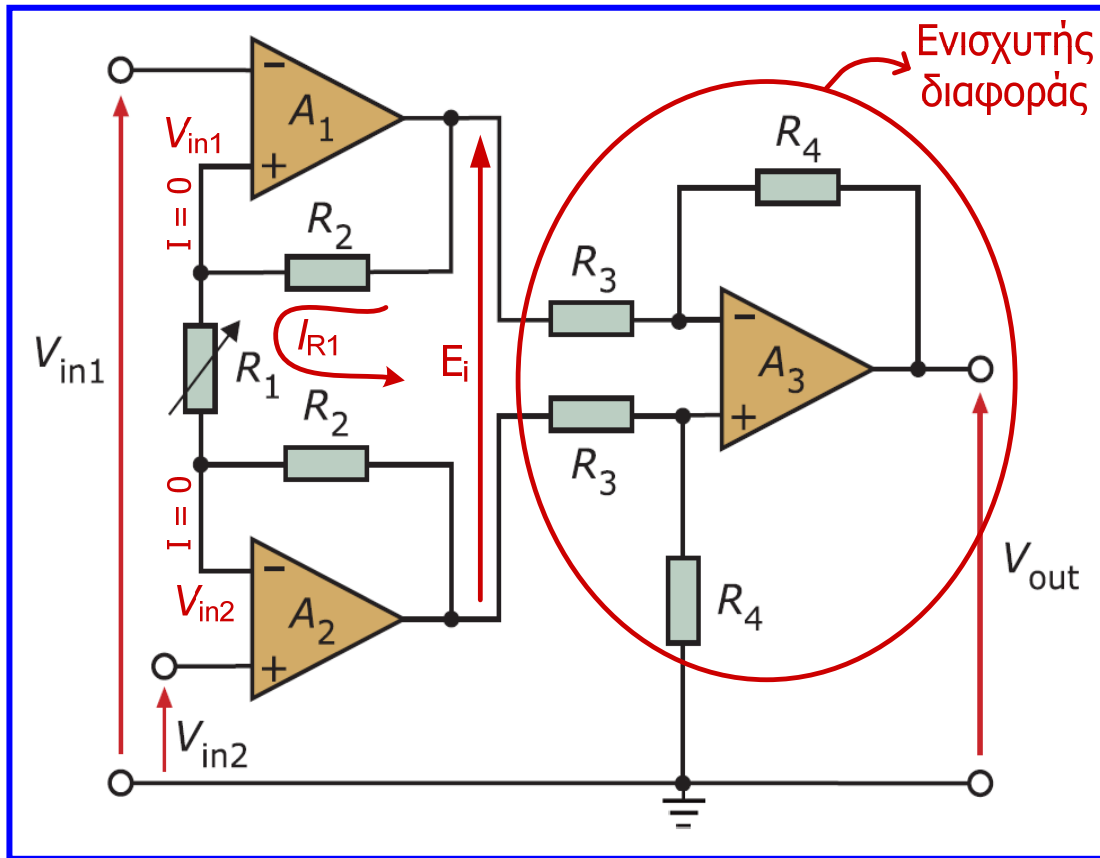 Ενισχυτής
διαφοράς
−
A1
+
Vin1
I = 0
R2
R4
R3
Vin1
R1
IR1
Ei
−
A3
+
R2
R3
I = 0
Vin2
−
A2
+
R4
Vout
Vin2